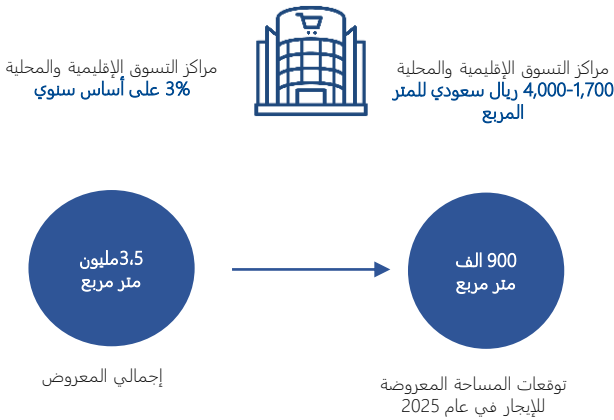 مراكز التسوق الإقليمية والمحلية
1,700-4,000 ريال سعودي للمتر
المربع
مراكز التسوق الإقليمية والمحلية
3% على أساس سنوي
900 الف
متر مربع
3.5مليون
متر مربع
توقعات المساحة المعروضة
للإيجار في عام 2025
إجمالي المعروض